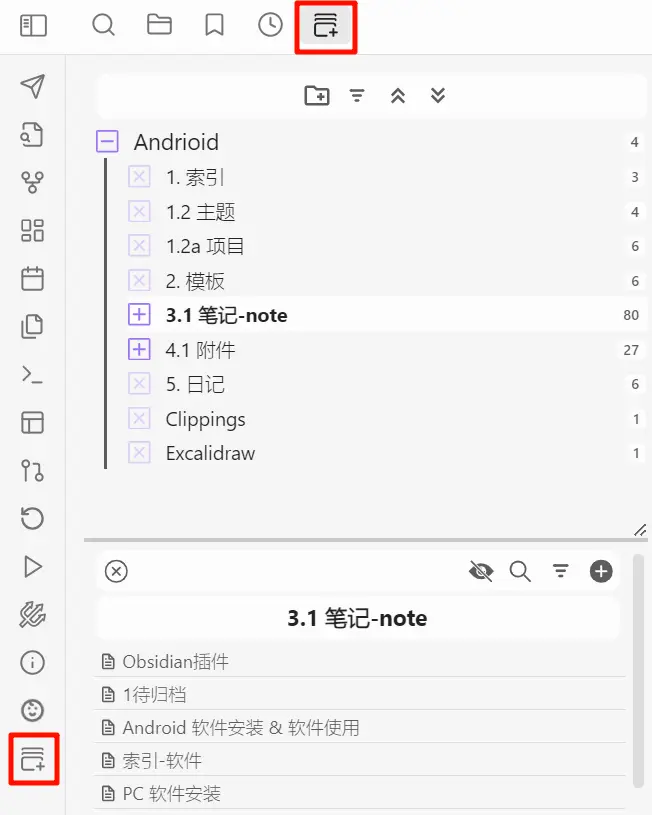 Andrioid 4
1. 索引 3
1.2 主题 4
1.2a 项目 6
2. 模板 6
3.1 笔记-note 80
4.1 附件 27
5. 日记 6
Clippings 1
Excalidraw 1
3.1 笔记-note
Obsidian插件
1待归档
Android 软件安装 & 软件使用
索引-软件
PC 软件安装